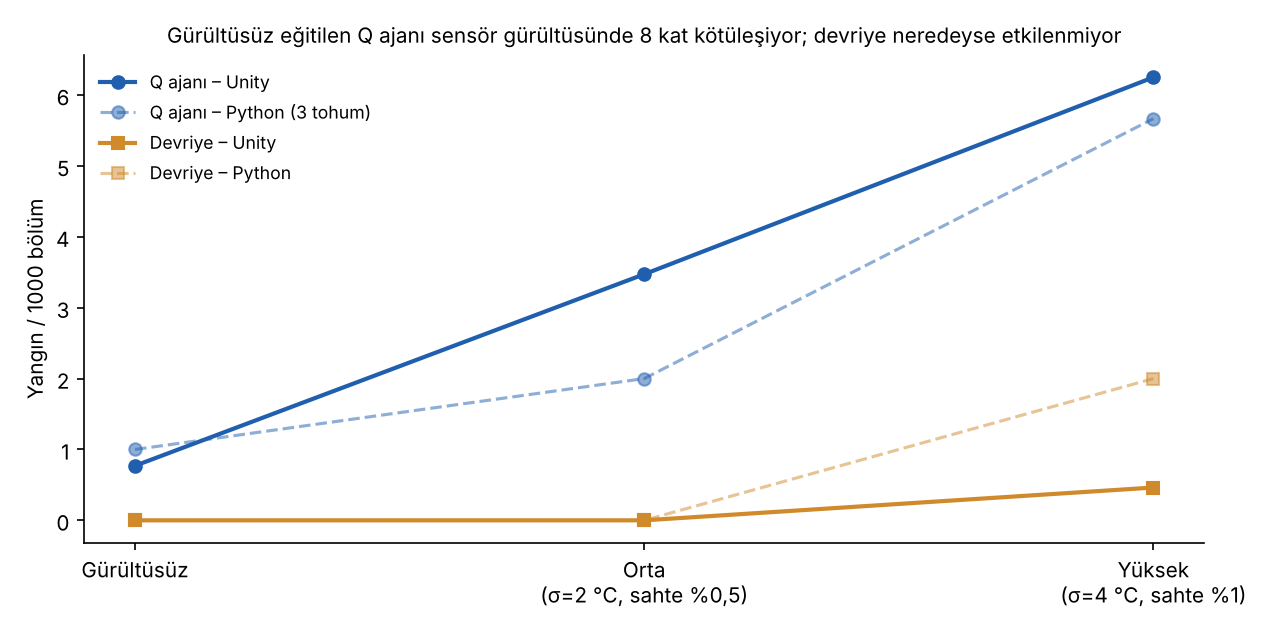 Gürültüsüz eğitilen Q ajanı sensör gürültüsünde 8 kat kötüleşiyor; devriye neredeyse etkilenmiyor
Q ajanı – Unity
Q ajanı – Python (3 tohum)
Devriye – Unity
Devriye – Python
Yangın / 1000 bölüm
6
5
4
3
2
1
0
Gürültüsüz
Orta
(σ=2 °C, sahte %0,5)
Yüksek
(σ=4 °C, sahte %1)